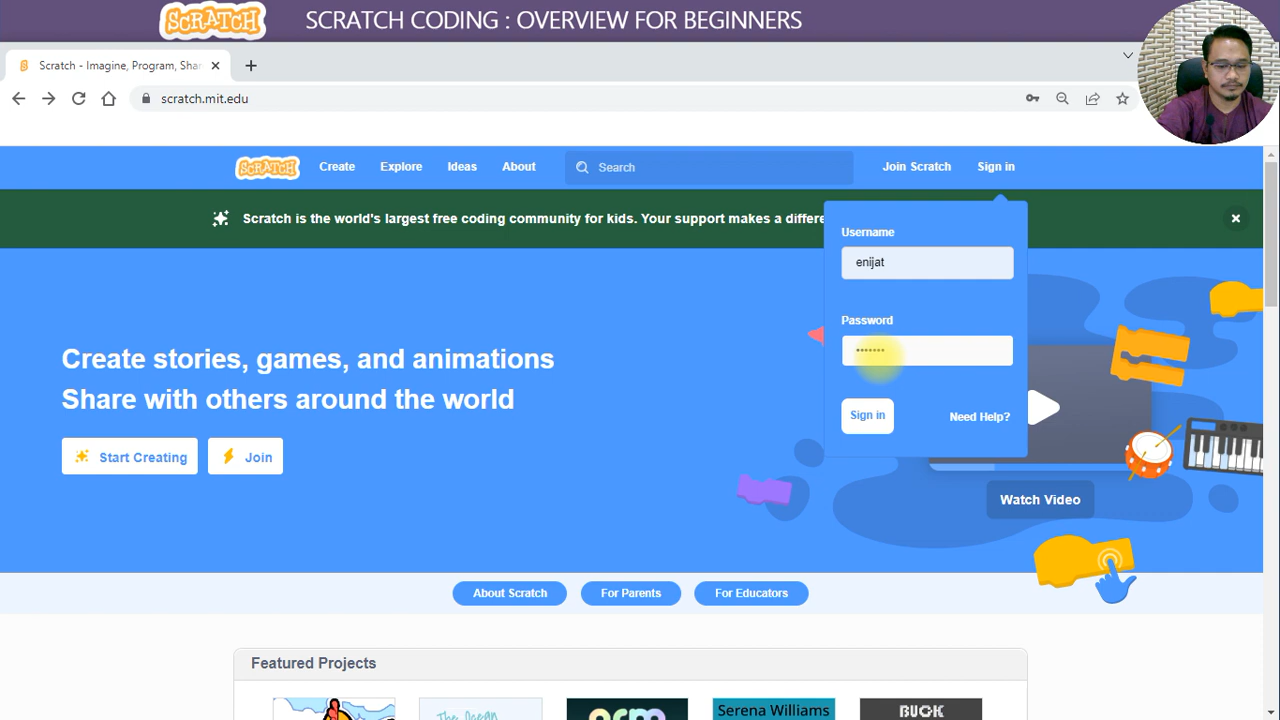 SCRATCH
SCRATCH CODING : OVERVIEW FOR BEGINNERS
Scratch - Imagine, Program, Shar
scratch.mit.edu
SCRATCH
Create
Explore
Ideas
About
Search
Join Scratch
Sign in
Scratch is the world's largest free coding community for kids. Your support makes a differe
Username
enijat
Password
•••••••
Sign in
Need Help?
Create stories, games, and animations
Share with others around the world
Start Creating
Join
Watch Video
About Scratch
For Parents
For Educators
Featured Projects
The Ocean
Serena Williams